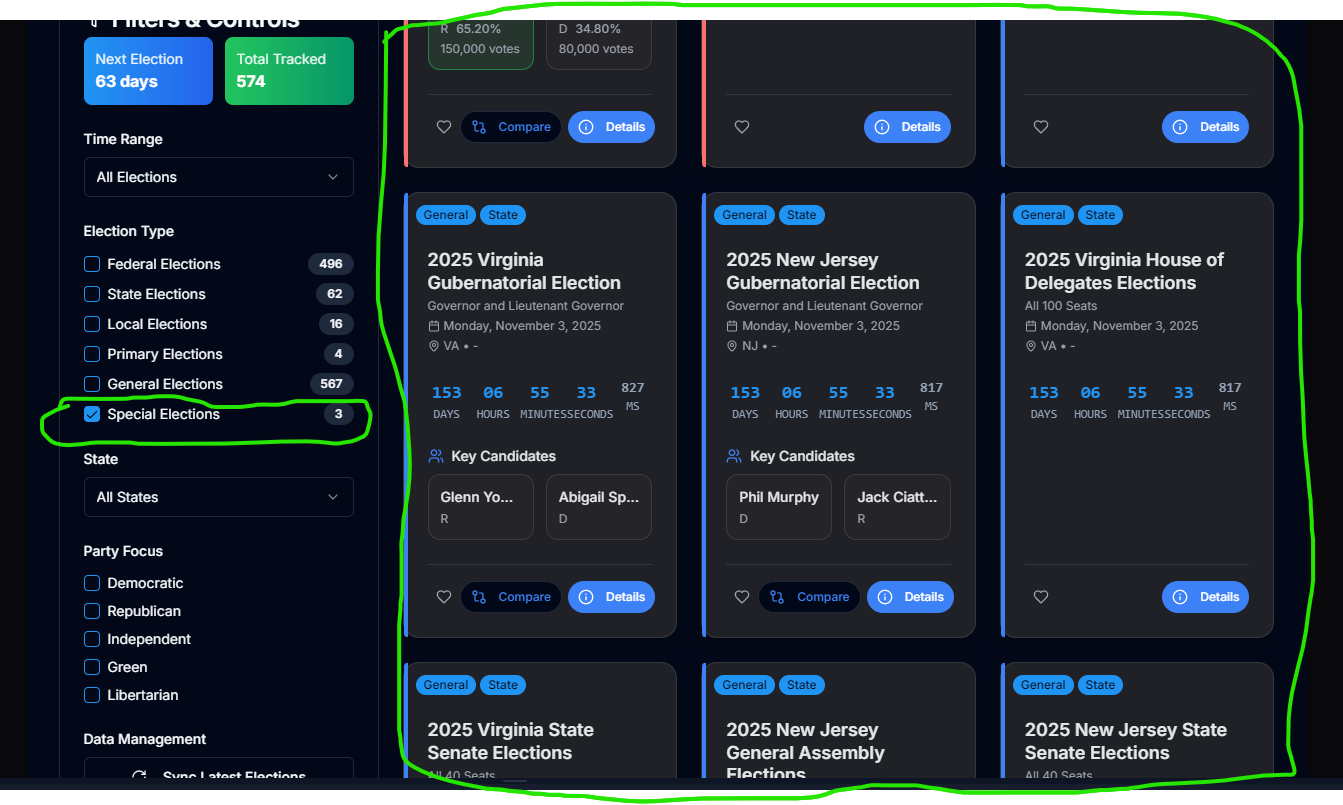 Filters & Controls
Next Election
63 days
Total Tracked
574
Time Range
All Elections
Election Type
Federal Elections 496
State Elections 62
Local Elections 16
Primary Elections 4
General Elections 567
Special Elections 3
State
All States
Party Focus
Democratic
Republican
Independent
Green
Libertarian
Data Management
Sync Latest Elections
R 65.20%
150,000 votes
D 34.80%
80,000 votes
Compare
Details
Details
Details
General State
2025 Virginia
Gubernatorial Election
Governor and Lieutenant Governor
Monday, November 3, 2025
VA • -
153 06 55 33 827
DAYS HOURS MINUTESSECONDS MS
Key Candidates
Glenn Yo...
R
Abigail Sp...
D
Compare
Details
General State
2025 New Jersey
Gubernatorial Election
Governor and Lieutenant Governor
Monday, November 3, 2025
NJ • -
153 06 55 33 817
DAYS HOURS MINUTESSECONDS MS
Key Candidates
Phil Murphy
D
Jack Ciatt...
R
Compare
Details
General State
2025 Virginia House of
Delegates Elections
All 100 Seats
Monday, November 3, 2025
VA • -
153 06 55 33 817
DAYS HOURS MINUTESSECONDS MS
Details
General State
2025 Virginia State
Senate Elections
All 40 Seats
General State
2025 New Jersey
General Assembly
Elections
General State
2025 New Jersey State
Senate Elections
All 40 Seats